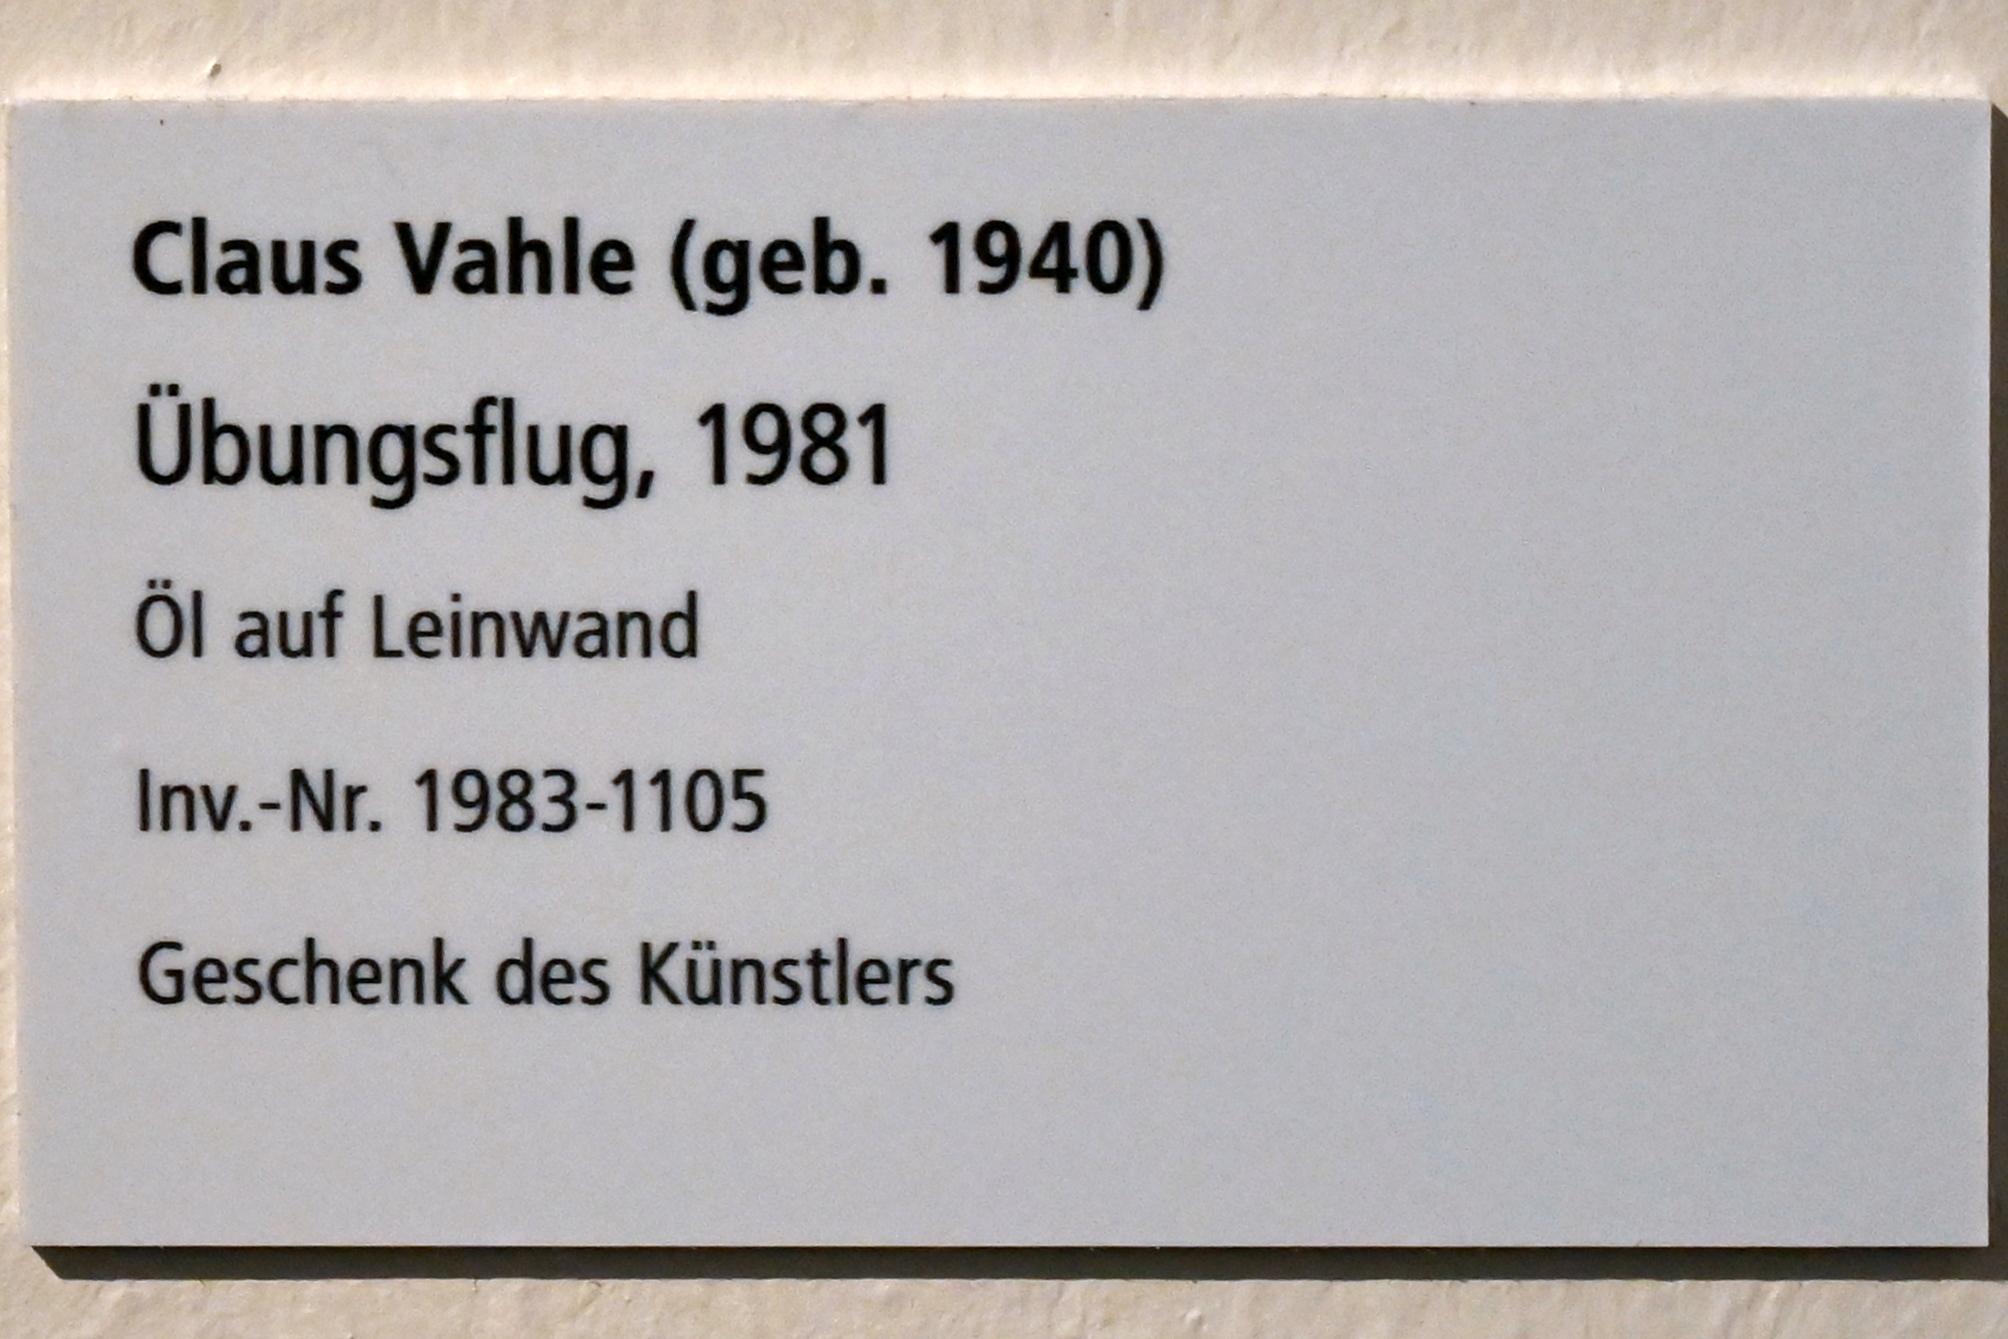 Claus Vahle (geb. 1940)
Übungsflug, 1981
Öl auf Leinwand
Inv.-Nr. 1983-1105
Geschenk des Künstlers